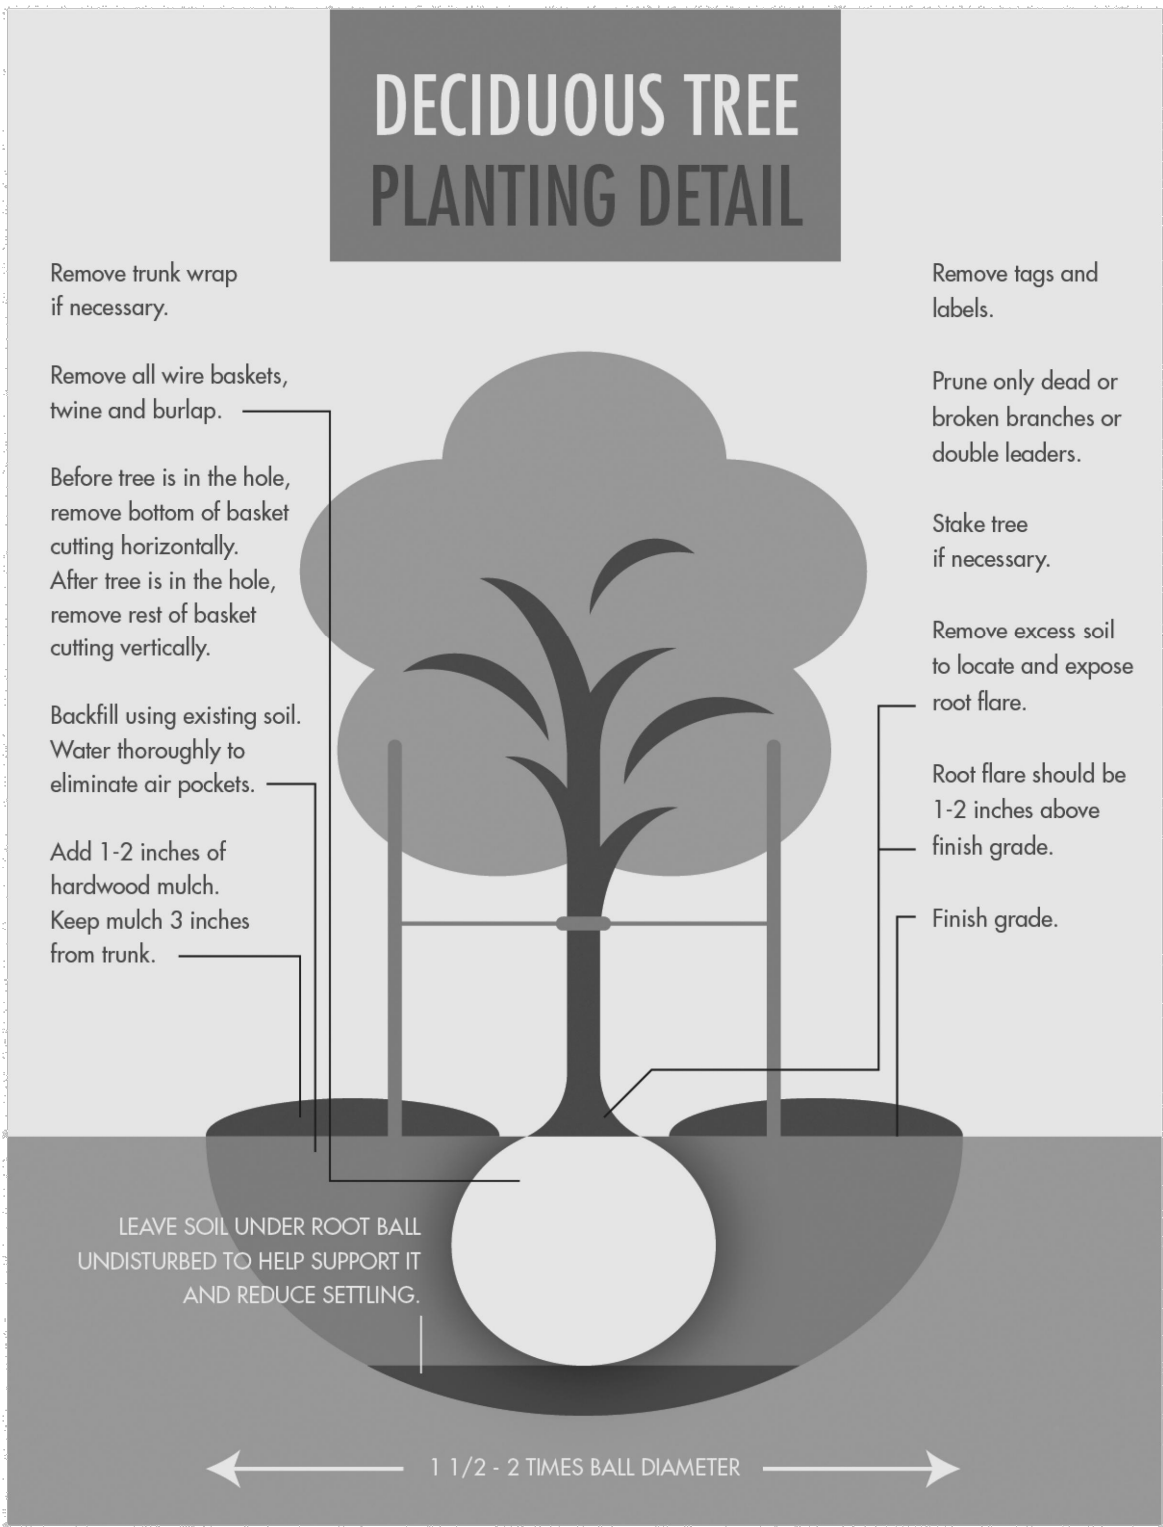 DECIDUOUS TREE
PLANTING DETAIL
Remove trunk wrap
if necessary.
Remove all wire baskets,
twine and burlap.
Before tree is in the hole,
remove bottom of basket
cutting horizontally.
After tree is in the hole,
remove rest of basket
cutting vertically.
Backfill using existing soil.
Water thoroughly to
eliminate air pockets.
Add 1-2 inches of
hardwood mulch.
Keep mulch 3 inches
from trunk.
Remove tags and
labels.
Prune only dead or
broken branches or
double leaders.
Stake tree
if necessary.
Remove excess soil
to locate and expose
root flare.
Root flare should be
1-2 inches above
finish grade.
Finish grade.
LEAVE SOIL UNDER ROOT BALL
UNDISTURBED TO HELP SUPPORT IT
AND REDUCE SETTLING.
1 1/2 - 2 TIMES BALL DIAMETER